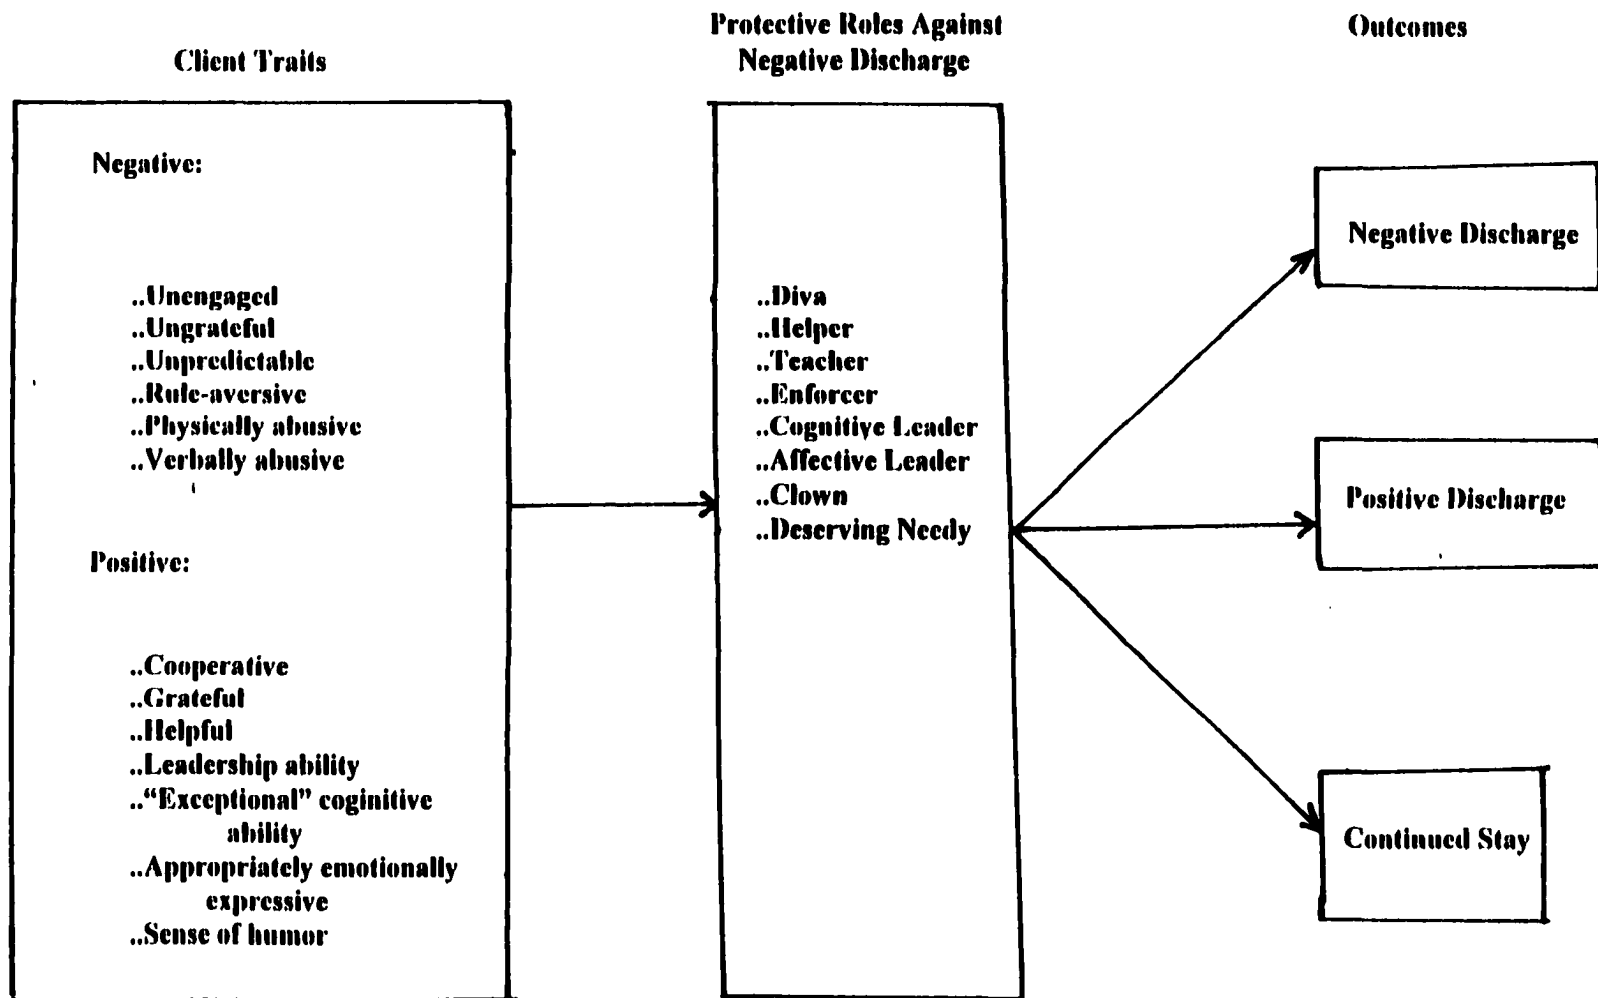 Client Traits
Negative:
..Unengaged
..Ungrateful
..Unpredictable
..Rule-aversive
..Physically abusive
..Verbally abusive
Positive:
..Cooperative
..Grateful
..Helpful
..Leadership ability
..“Exceptional” coginitive
ability
..Appropriately emotionally
expressive
..Sense of humor
Protective Roles Against
Negative Discharge
..Diva
..Helper
..Teacher
..Enforcer
..Cognitive Leader
..Affective Leader
..Clown
..Deserving Needy
Outcomes
Negative Discharge
Positive Discharge
Continued Stay